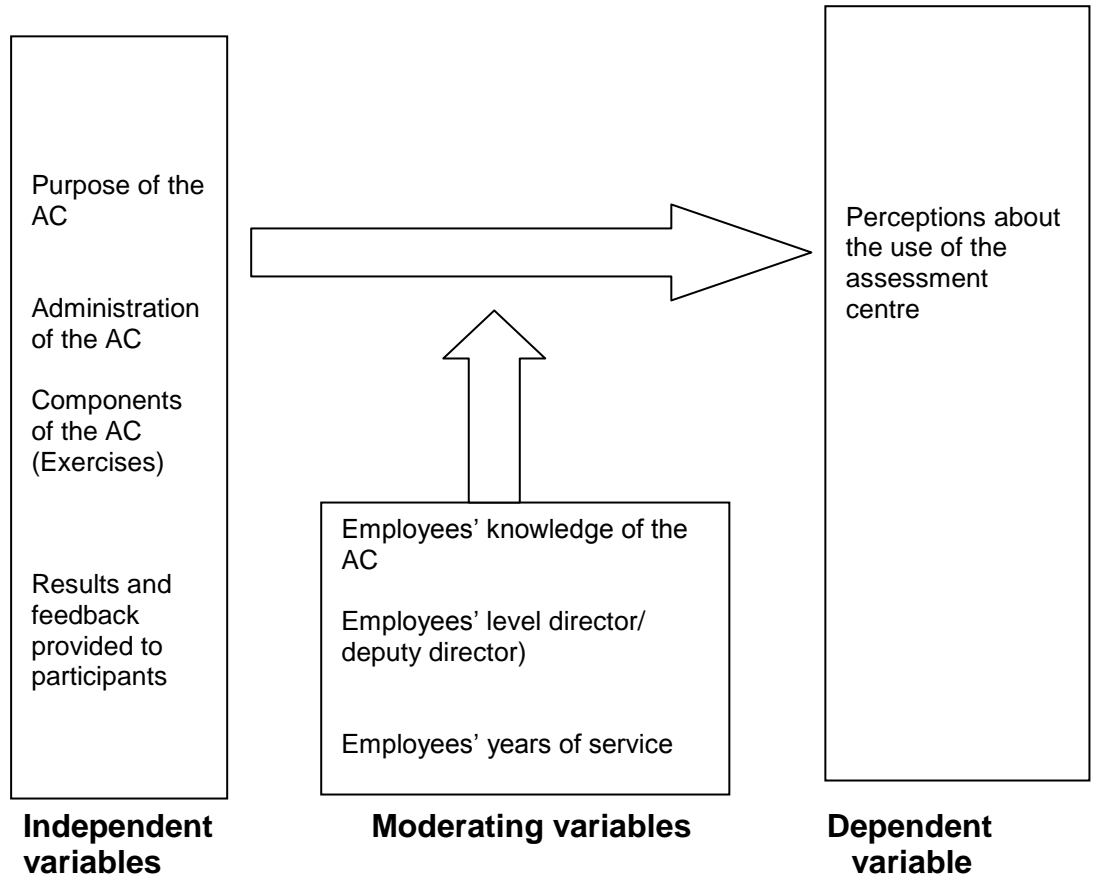 Purpose of the
AC
Administration
of the AC
Components
of the AC
(Exercises)
Results and
feedback
provided to
participants
Independent
variables
Employees’ knowledge of the
AC
Employees’ level director/
deputy director)
Employees’ years of service
Moderating variables
Perceptions about
the use of the
assessment
centre
Dependent
variable